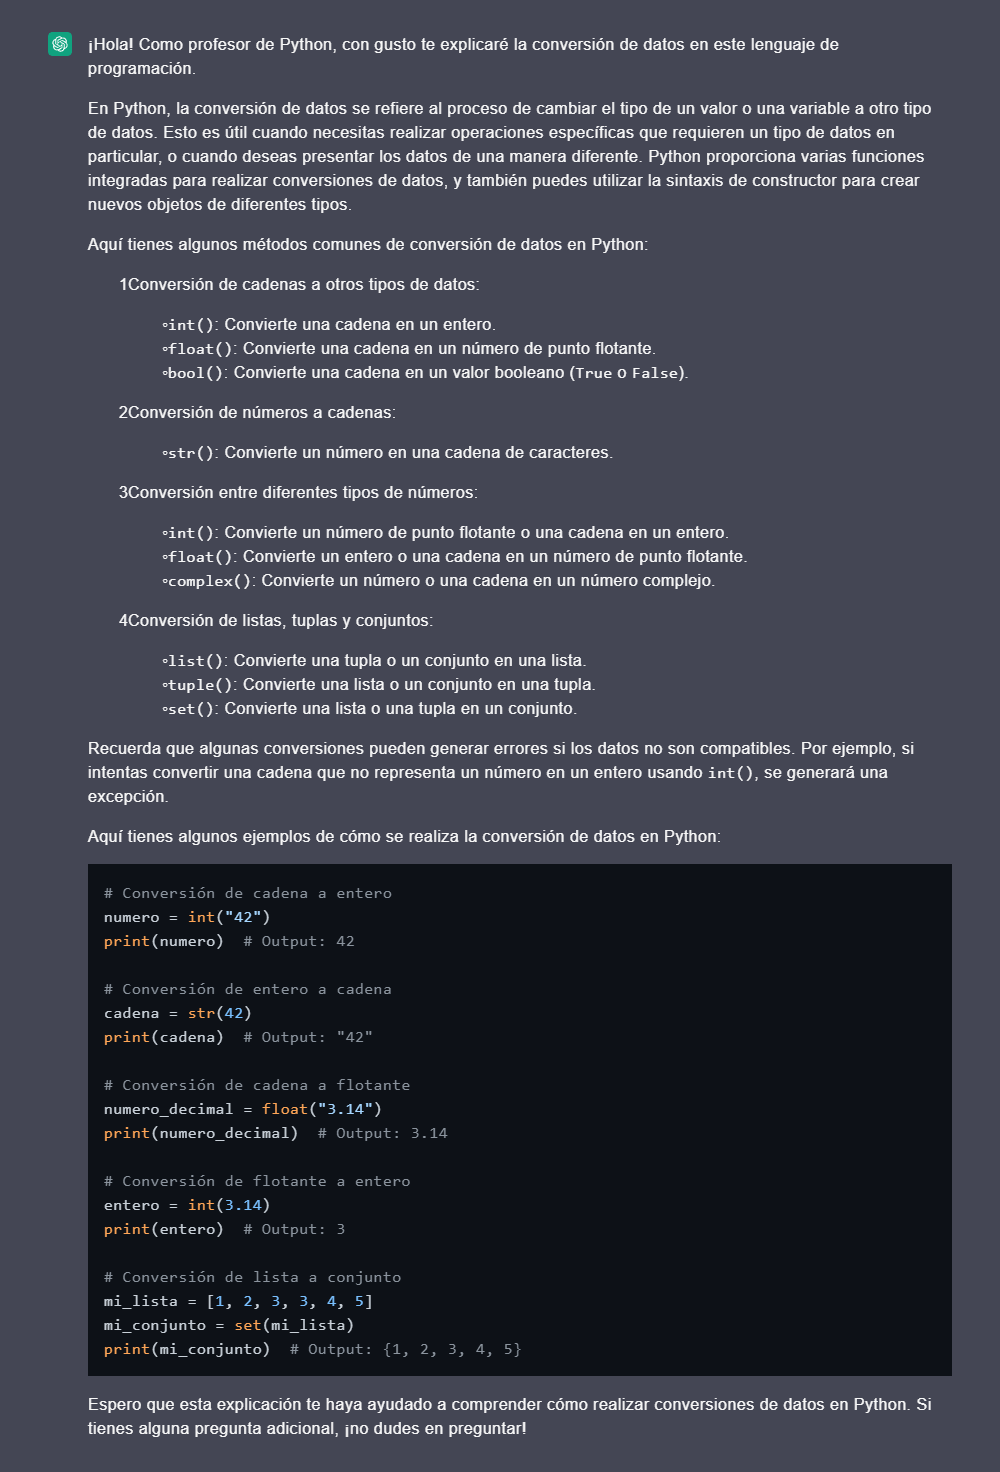 ¡Hola! Como profesor de Python, con gusto te explicaré la conversión de datos en este lenguaje de
programación.
En Python, la conversión de datos se refiere al proceso de cambiar el tipo de un valor o una variable a otro tipo
de datos. Esto es útil cuando necesitas realizar operaciones específicas que requieren un tipo de datos en
particular, o cuando deseas presentar los datos de una manera diferente. Python proporciona varias funciones
integradas para realizar conversiones de datos, y también puedes utilizar la sintaxis de constructor para crear
nuevos objetos de diferentes tipos.
Aquí tienes algunos métodos comunes de conversión de datos en Python:
1Conversión de cadenas a otros tipos de datos:
◦int(): Convierte una cadena en un entero.
◦float(): Convierte una cadena en un número de punto flotante.
◦bool(): Convierte una cadena en un valor booleano (True o False).
2Conversión de números a cadenas:
◦str(): Convierte un número en una cadena de caracteres.
3Conversión entre diferentes tipos de números:
◦int(): Convierte un número de punto flotante o una cadena en un entero.
◦float(): Convierte un entero o una cadena en un número de punto flotante.
◦complex(): Convierte un número o una cadena en un número complejo.
4Conversión de listas, tuplas y conjuntos:
◦list(): Convierte una tupla o un conjunto en una lista.
◦tuple(): Convierte una lista o un conjunto en una tupla.
◦set(): Convierte una lista o una tupla en un conjunto.
Recuerda que algunas conversiones pueden generar errores si los datos no son compatibles. Por ejemplo, si
intentas convertir una cadena que no representa un número en un entero usando int(), se generará una
excepción.
Aquí tienes algunos ejemplos de cómo se realiza la conversión de datos en Python:
# Conversión de cadena a entero
numero = int("42")
print(numero)  # Output: 42
# Conversión de entero a cadena
cadena = str(42)
print(cadena)  # Output: "42"
# Conversión de cadena a flotante
numero_decimal = float("3.14")
print(numero_decimal)  # Output: 3.14
# Conversión de flotante a entero
entero = int(3.14)
print(entero)  # Output: 3
# Conversión de lista a conjunto
mi_lista = [1, 2, 3, 3, 4, 5]
mi_conjunto = set(mi_lista)
print(mi_conjunto)  # Output: {1, 2, 3, 4, 5}
Espero que esta explicación te haya ayudado a comprender cómo realizar conversiones de datos en Python. Si
tienes alguna pregunta adicional, ¡no dudes en preguntar!